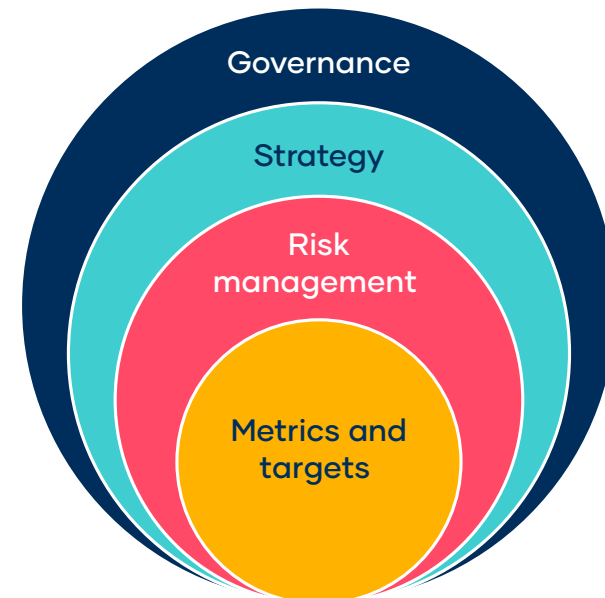 Governance
Strategy
Risk
management
Metrics and
targets